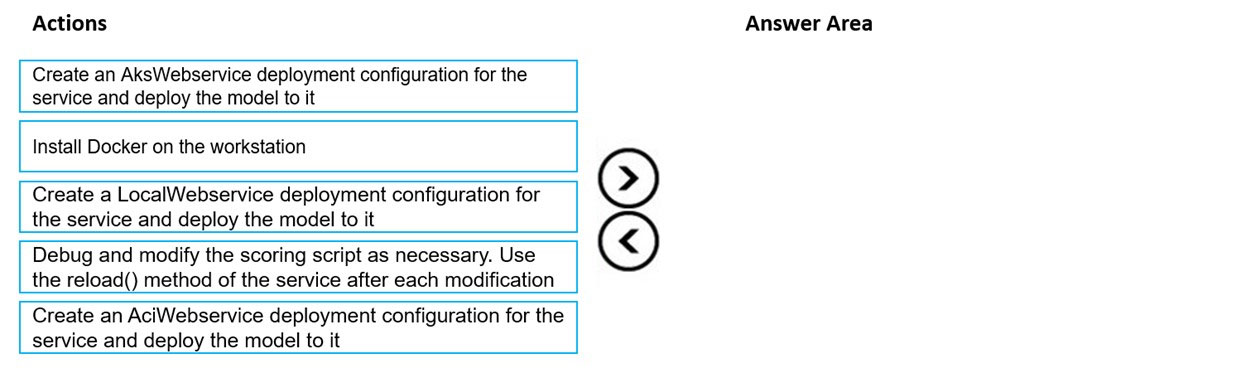 Actions
Answer Area
Create an AksWebservice deployment configuration for the
service and deploy the model to it
Install Docker on the workstation
Create a LocalWebservice deployment configuration for
the service and deploy the model to it
Debug and modify the scoring script as necessary. Use
the reload() method of the service after each modification
Create an AciWebservice deployment configuration for the
service and deploy the model to it